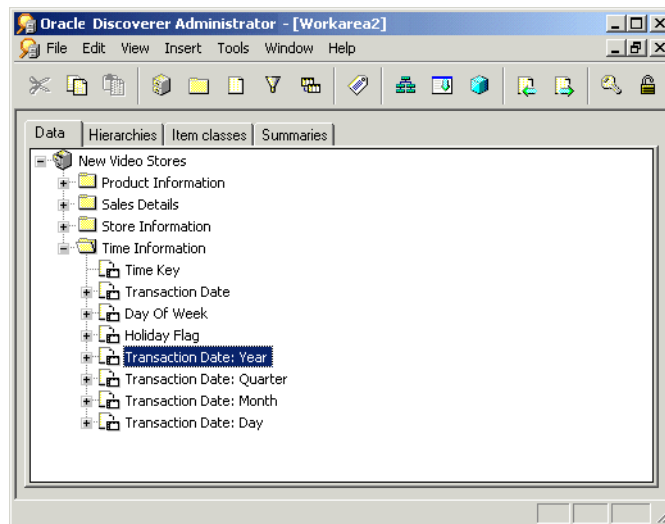 Oracle Discoverer Administrator - [Workarea2]
File Edit View Insert Tools Window Help
Data Hierarchies Item classes Summaries
New Video Stores
Product Information
Sales Details
Store Information
Time Information
Time Key
Transaction Date
Day Of Week
Holiday Flag
Transaction Date: Year
Transaction Date: Quarter
Transaction Date: Month
Transaction Date: Day